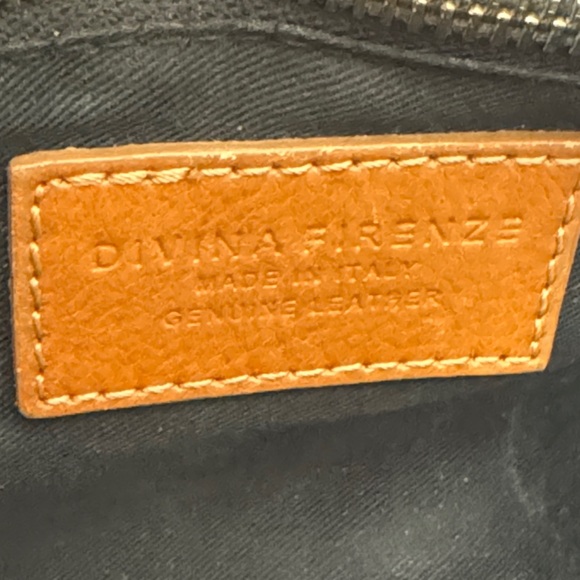 DIVINA FIRENZE
MADE IN ITALY
GENUINE LEATHER